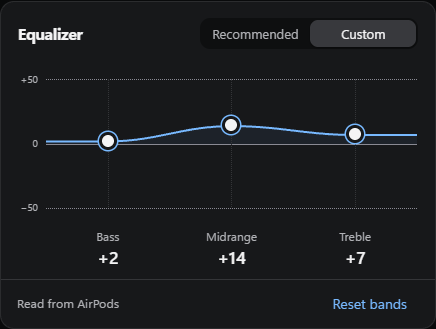 Equalizer
Recommended Custom
+50
0
−50
Bass Midrange Treble
+2 +14 +7
Read from AirPods Reset bands